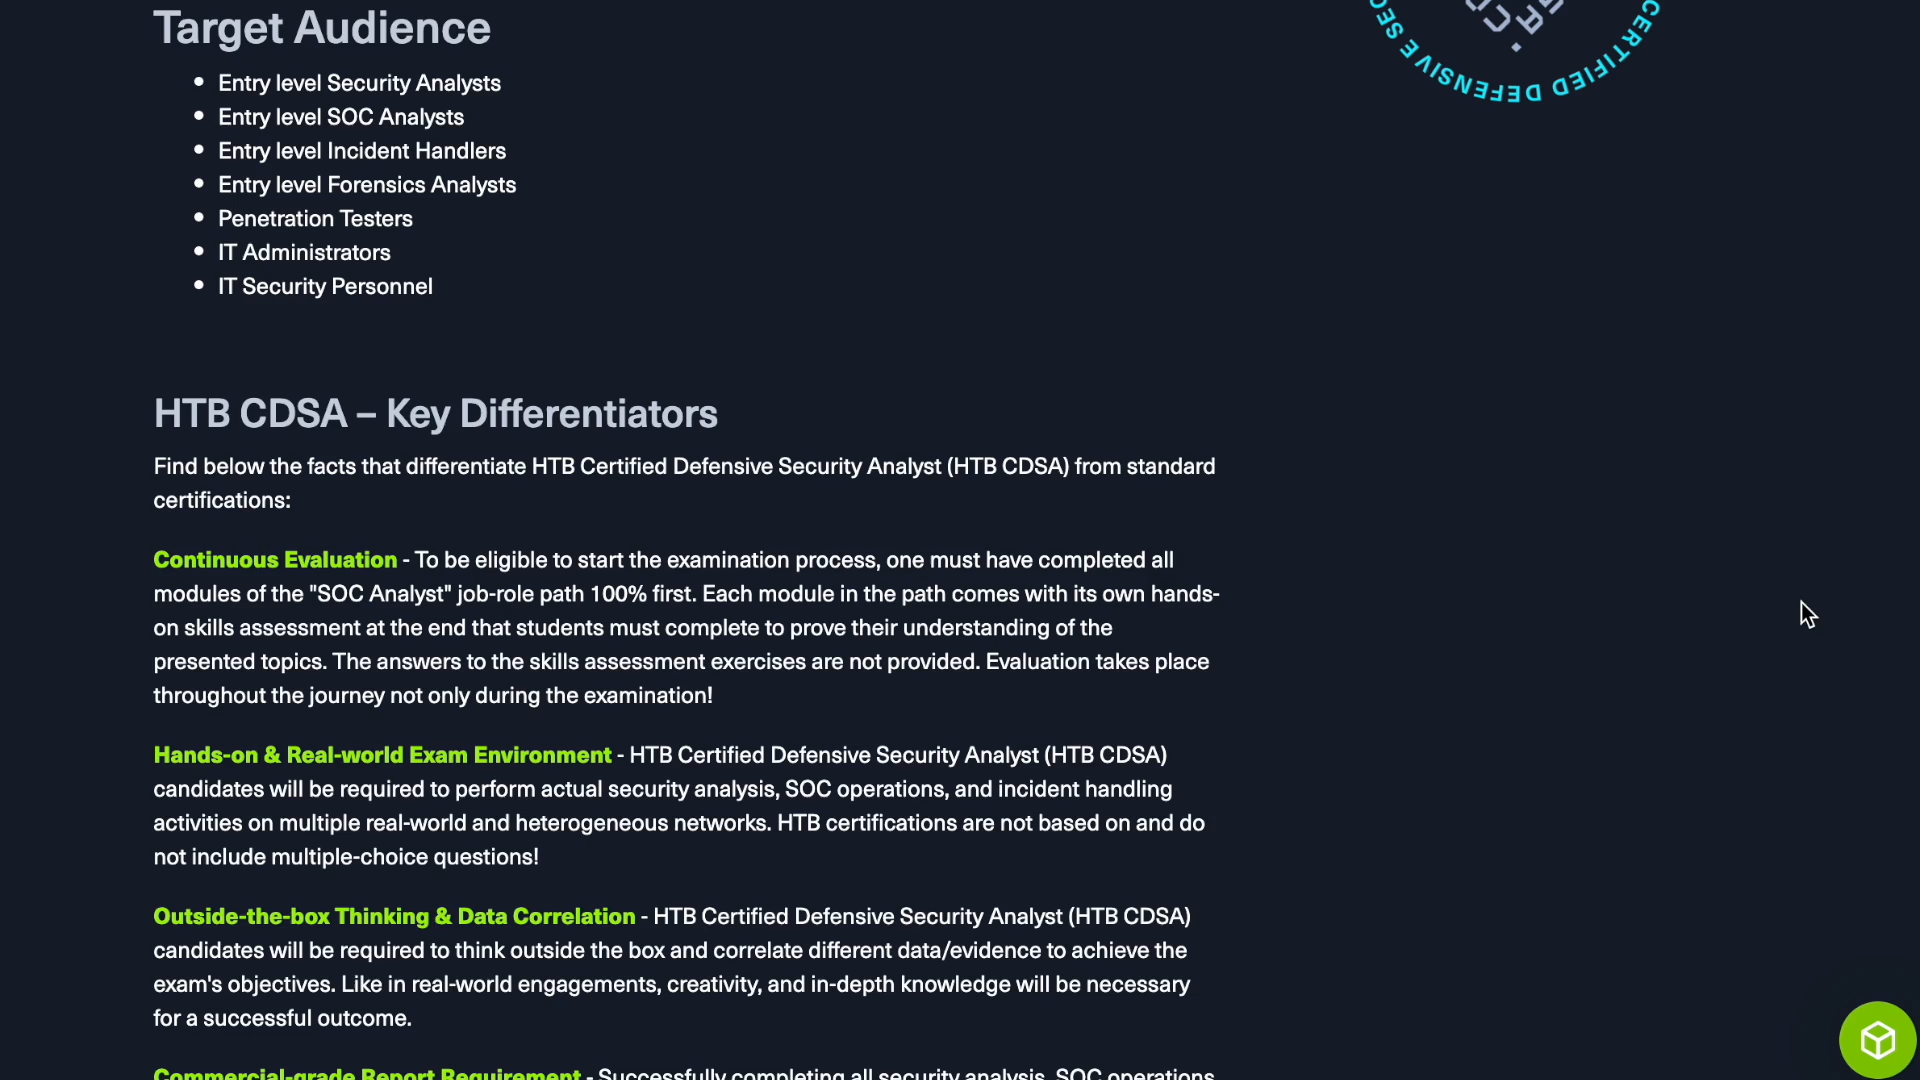 Target Audience
Entry level Security Analysts
Entry level SOC Analysts
Entry level Incident Handlers
Entry level Forensics Analysts
Penetration Testers
IT Administrators
IT Security Personnel
CERTIFIED DEFENSIVE
HTB CDSA – Key Differentiators
Find below the facts that differentiate HTB Certified Defensive Security Analyst (HTB CDSA) from standard
certifications:
Continuous Evaluation - To be eligible to start the examination process, one must have completed all
modules of the "SOC Analyst" job-role path 100% first. Each module in the path comes with its own hands-
on skills assessment at the end that students must complete to prove their understanding of the
presented topics. The answers to the skills assessment exercises are not provided. Evaluation takes place
throughout the journey not only during the examination!
Hands-on & Real-world Exam Environment - HTB Certified Defensive Security Analyst (HTB CDSA)
candidates will be required to perform actual security analysis, SOC operations, and incident handling
activities on multiple real-world and heterogeneous networks. HTB certifications are not based on and do
not include multiple-choice questions!
Outside-the-box Thinking & Data Correlation - HTB Certified Defensive Security Analyst (HTB CDSA)
candidates will be required to think outside the box and correlate different data/evidence to achieve the
exam's objectives. Like in real-world engagements, creativity, and in-depth knowledge will be necessary
for a successful outcome.
Commercial-grade Report Requirement - Successfully completing all security analysis, SOC operations,